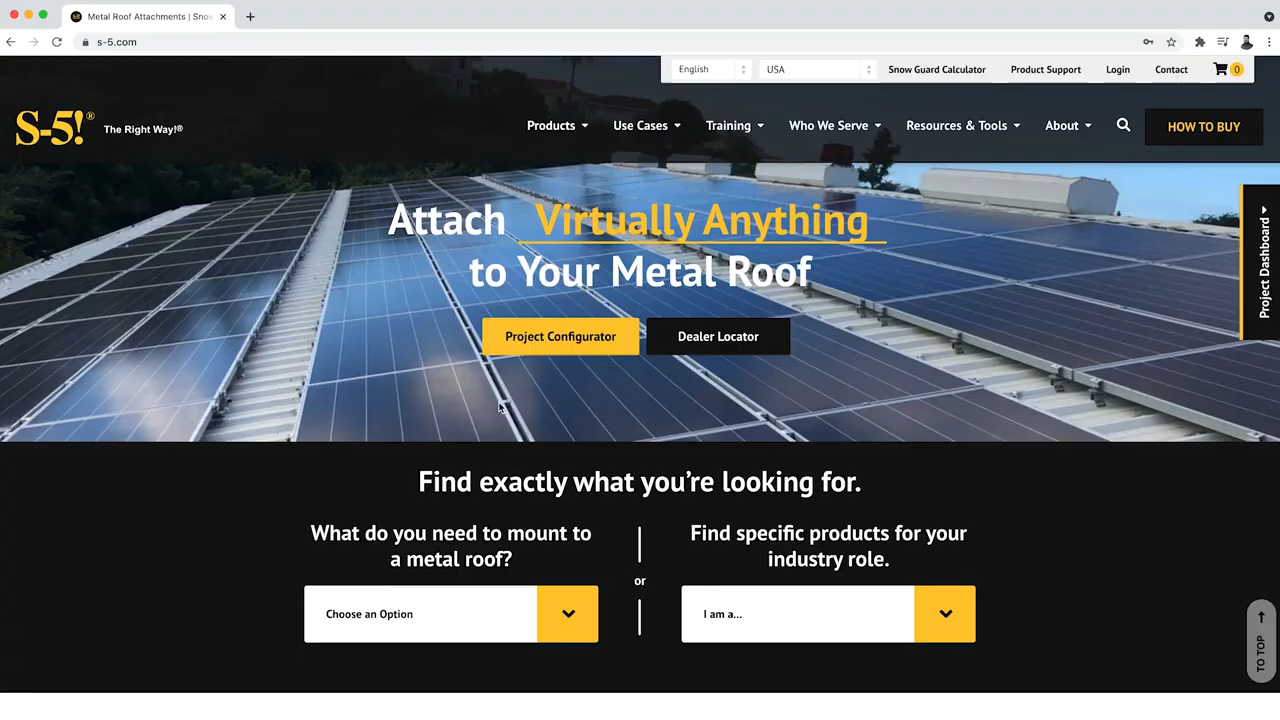 Metal Roof Attachments | Snow
s-5.com
English
USA
Snow Guard Calculator
Product Support
Login
Contact
0
S-5!®
The Right Way!®
Products
Use Cases
Training
Who We Serve
Resources & Tools
About
HOW TO BUY
Attach Virtually Anything
to Your Metal Roof
Project Configurator
Dealer Locator
Project Dashboard
Find exactly what you're looking for.
What do you need to mount to
a metal roof?
Choose an Option
or
Find specific products for your
industry role.
I am a...
TO TOP